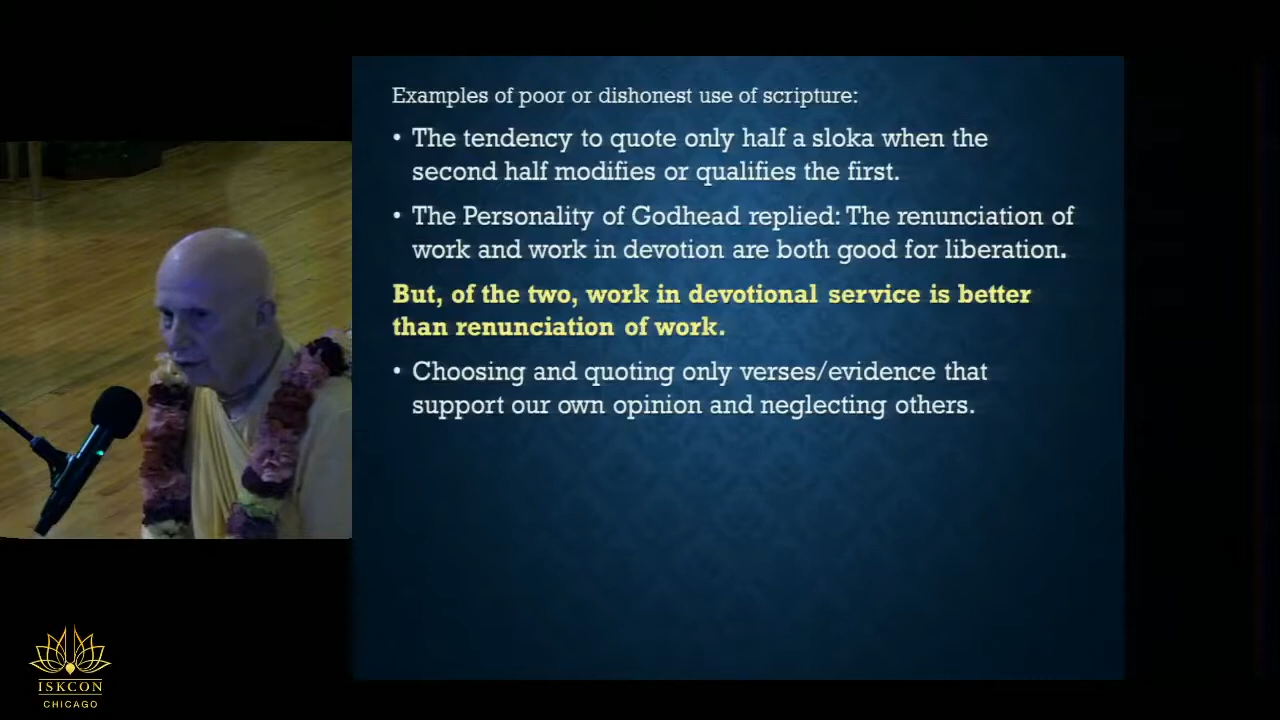 Examples of poor or dishonest use of scripture:
• The tendency to quote only half a sloka when the
second half modifies or qualifies the first.
• The Personality of Godhead replied: The renunciation of
work and work in devotion are both good for liberation.
But, of the two, work in devotional service is better
than renunciation of work.
• Choosing and quoting only verses/evidence that
support our own opinion and neglecting others.
ISKCON
CHICAGO